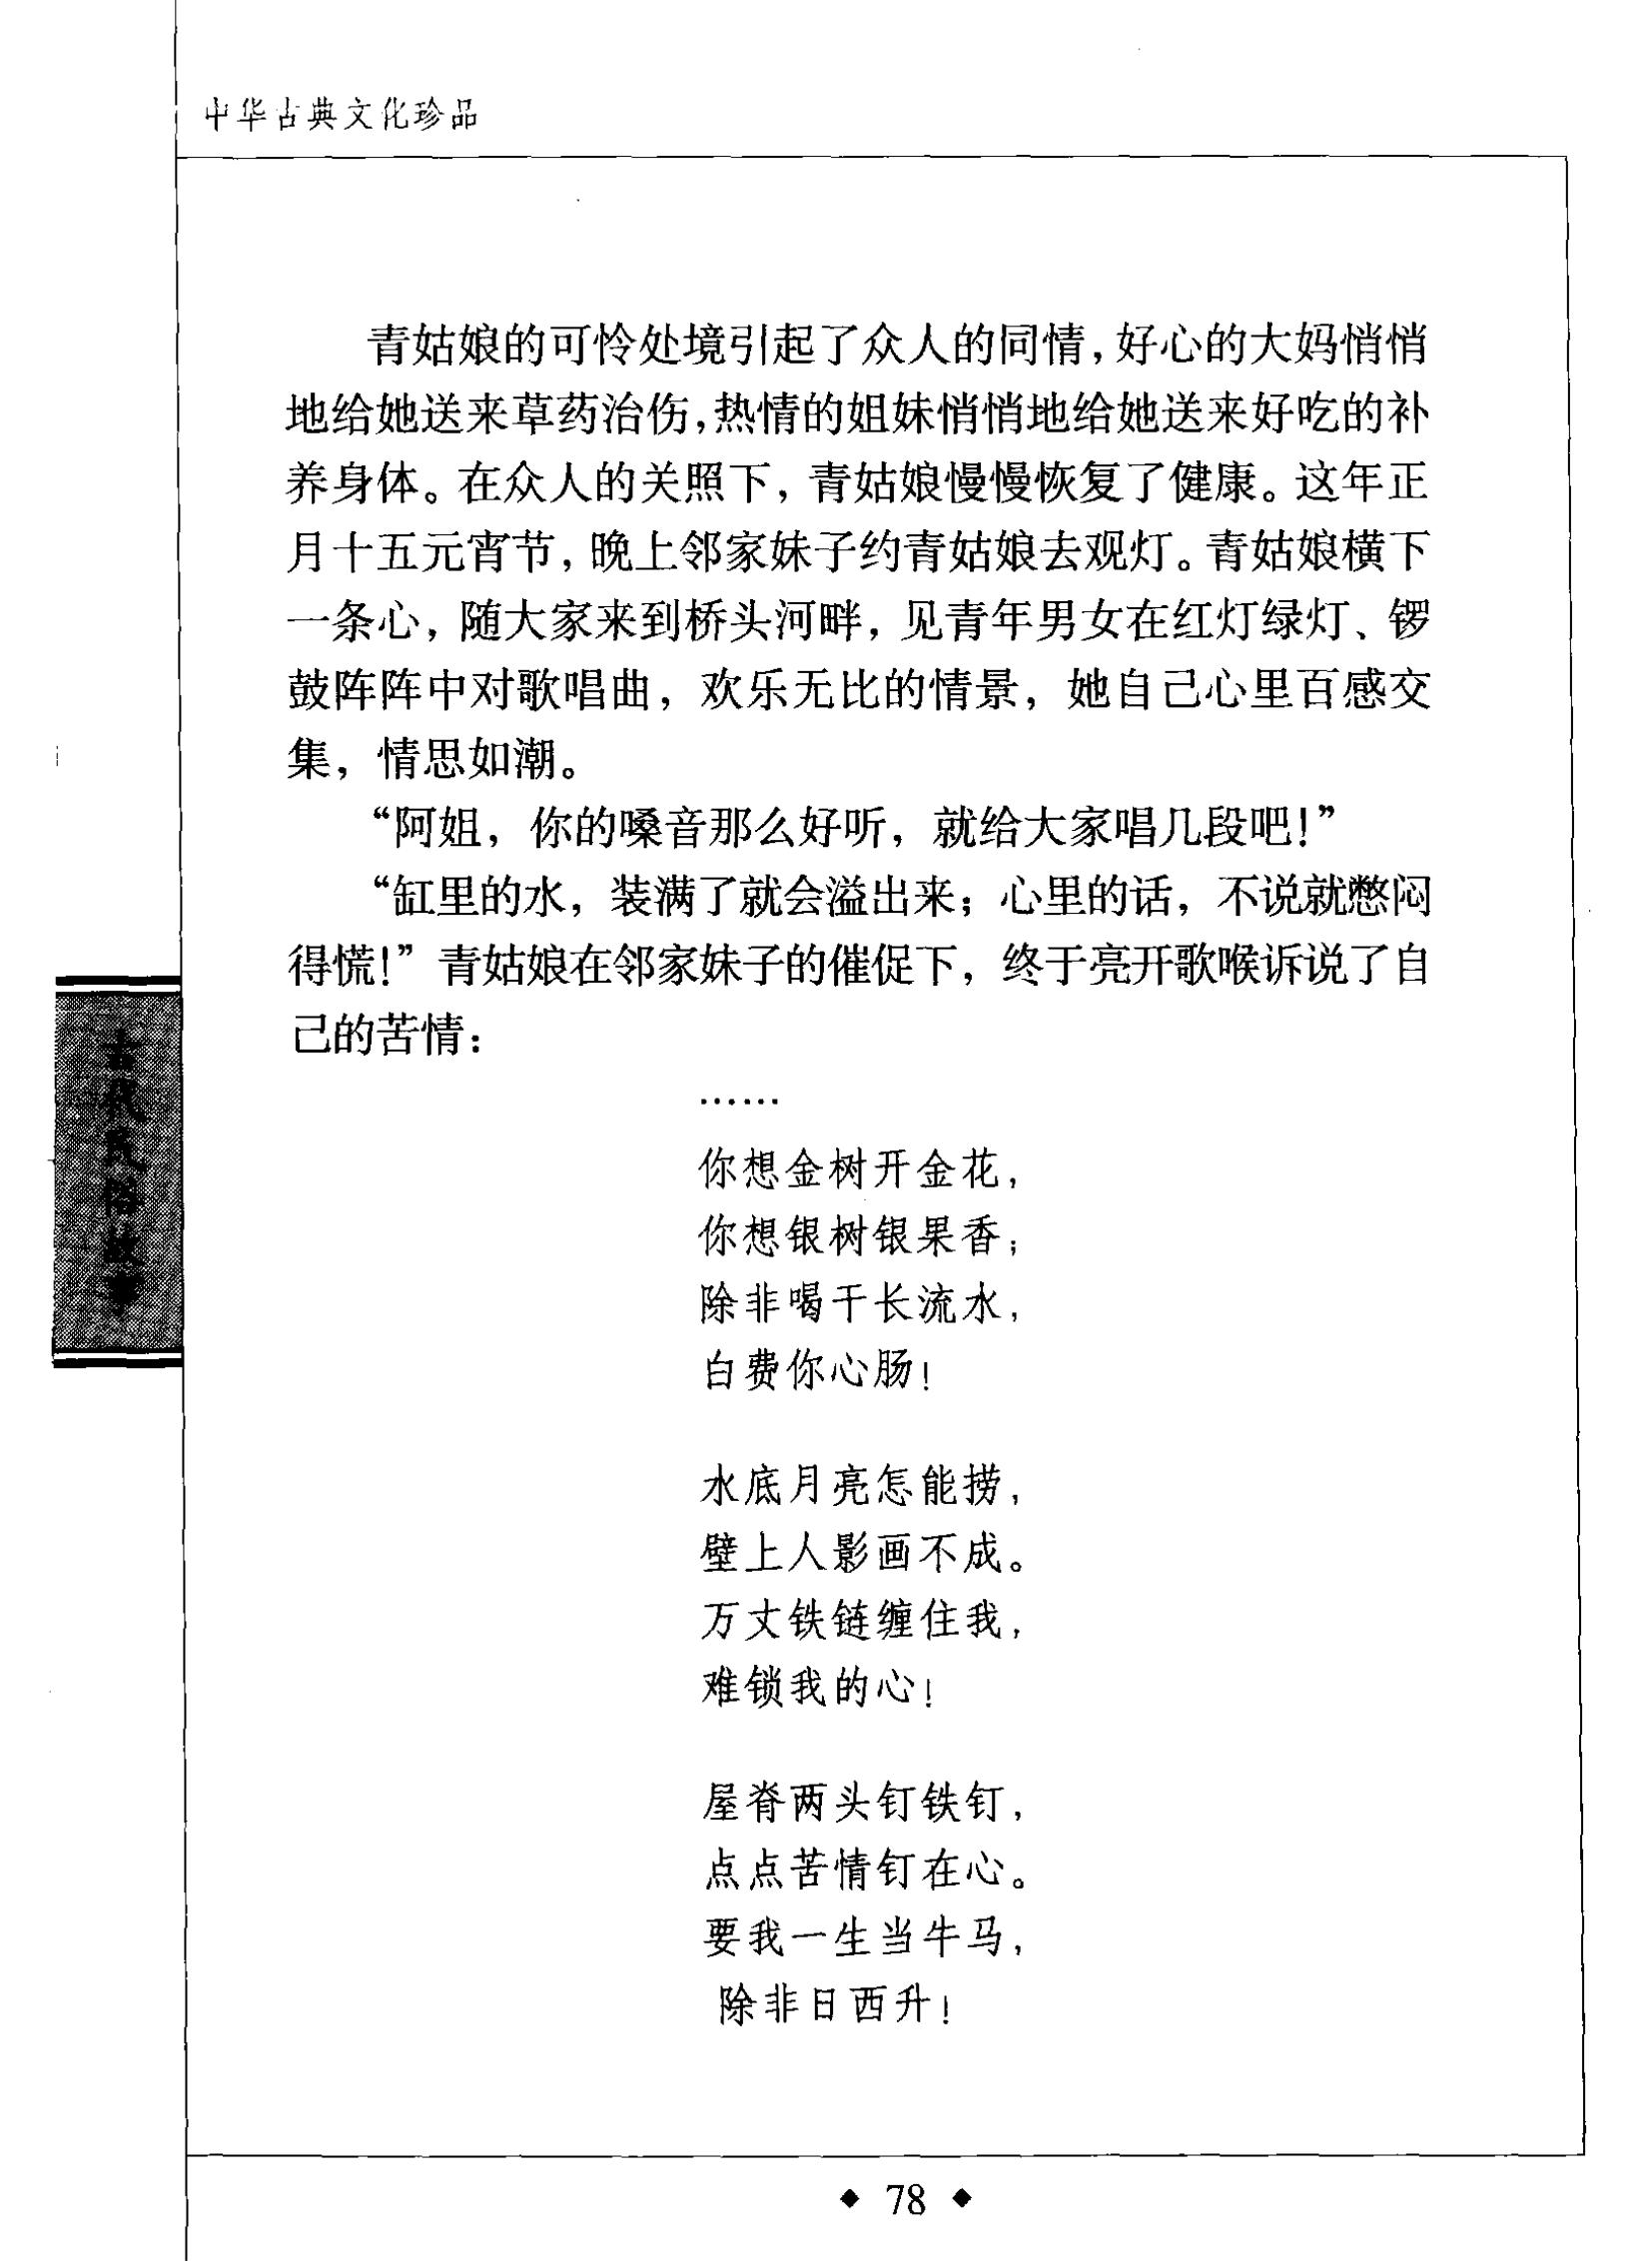 中华古典文化珍品
青姑娘的可怜处境引起了众人的同情，好心的大妈悄悄
地给她送来草药治伤，热情的姐妹悄悄地给她送来好吃的补
养身体。在众人的关照下，青姑娘慢慢恢复了健康。这年正
月十五元宵节，晚上邻家妹子约青姑娘去观灯。青姑娘横下
一条心，随大家来到桥头河畔，见青年男女在红灯绿灯、锣
鼓阵阵中对歌唱曲，欢乐无比的情景，她自己心里百感交
集，情思如潮。
“阿姐，你的嗓音那么好听，就给大家唱几段吧！”
“缸里的水，装满了就会溢出来；心里的话，不说就憋闷
得慌！”青姑娘在邻家妹子的催促下，终于亮开歌喉诉说了自
己的苦情：
……
你想金树开金花，
你想银树银果香；
除非喝干长流水，
白费你心肠！
水底月亮怎能捞，
壁上人影画不成。
万丈铁链缠住我，
难锁我的心！
屋脊两头钉铁钉，
点点苦情钉在心。
要我一生当牛马，
除非日西升！
古代民俗故事
◆ 78 ◆